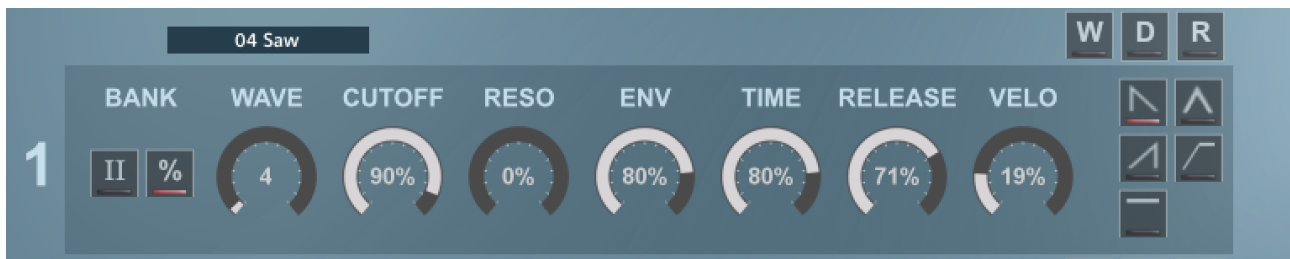 04 Saw
W D R
BANK WAVE CUTOFF RESO ENV TIME RELEASE VELO
1
II % 4 90% 0% 80% 80% 71% 19%